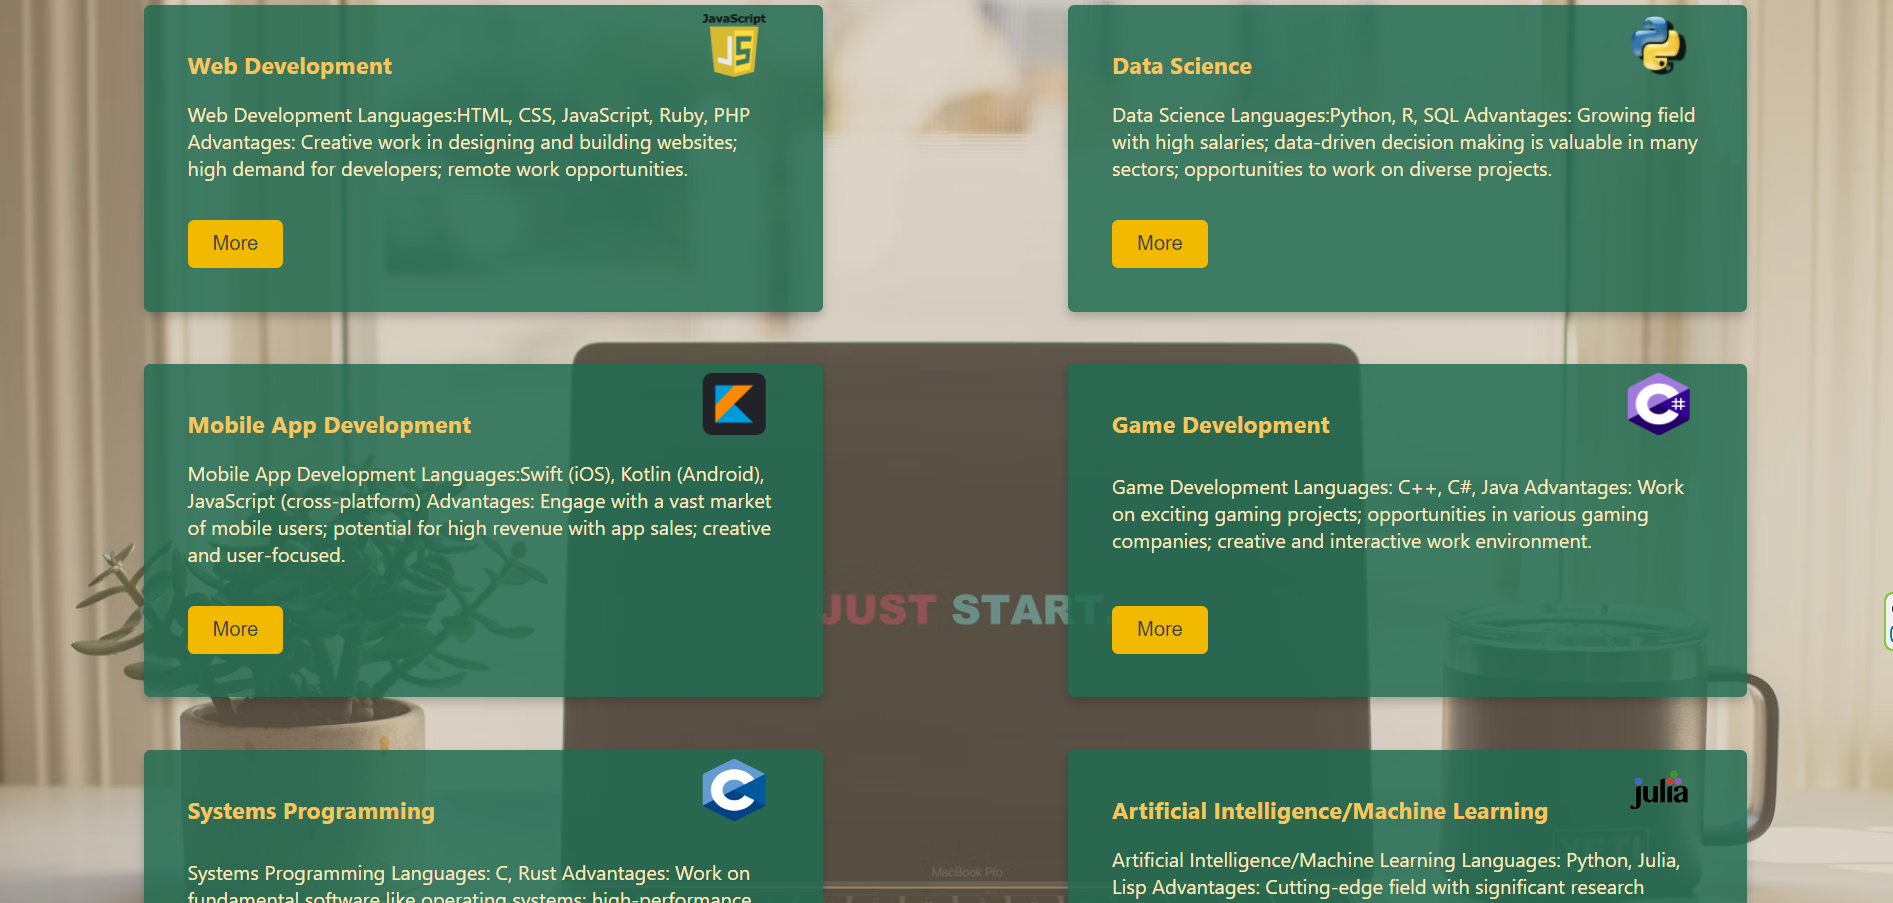 JavaScript
JS
Web Development
Web Development Languages:HTML, CSS, JavaScript, Ruby, PHP
Advantages: Creative work in designing and building websites;
high demand for developers; remote work opportunities.
More
Data Science
Data Science Languages:Python, R, SQL Advantages: Growing field
with high salaries; data-driven decision making is valuable in many
sectors; opportunities to work on diverse projects.
More
Mobile App Development
Mobile App Development Languages:Swift (iOS), Kotlin (Android),
JavaScript (cross-platform) Advantages: Engage with a vast market
of mobile users; potential for high revenue with app sales; creative
and user-focused.
More
C#
Game Development
Game Development Languages: C++, C#, Java Advantages: Work
on exciting gaming projects; opportunities in various gaming
companies; creative and interactive work environment.
More
JUST START.
C
Systems Programming
Systems Programming Languages: C, Rust Advantages: Work on
fundamental software like operating systems; high-performance
julia
Artificial Intelligence/Machine Learning
Artificial Intelligence/Machine Learning Languages: Python, Julia,
Lisp Advantages: Cutting-edge field with significant research
MacBook Pro
YETI